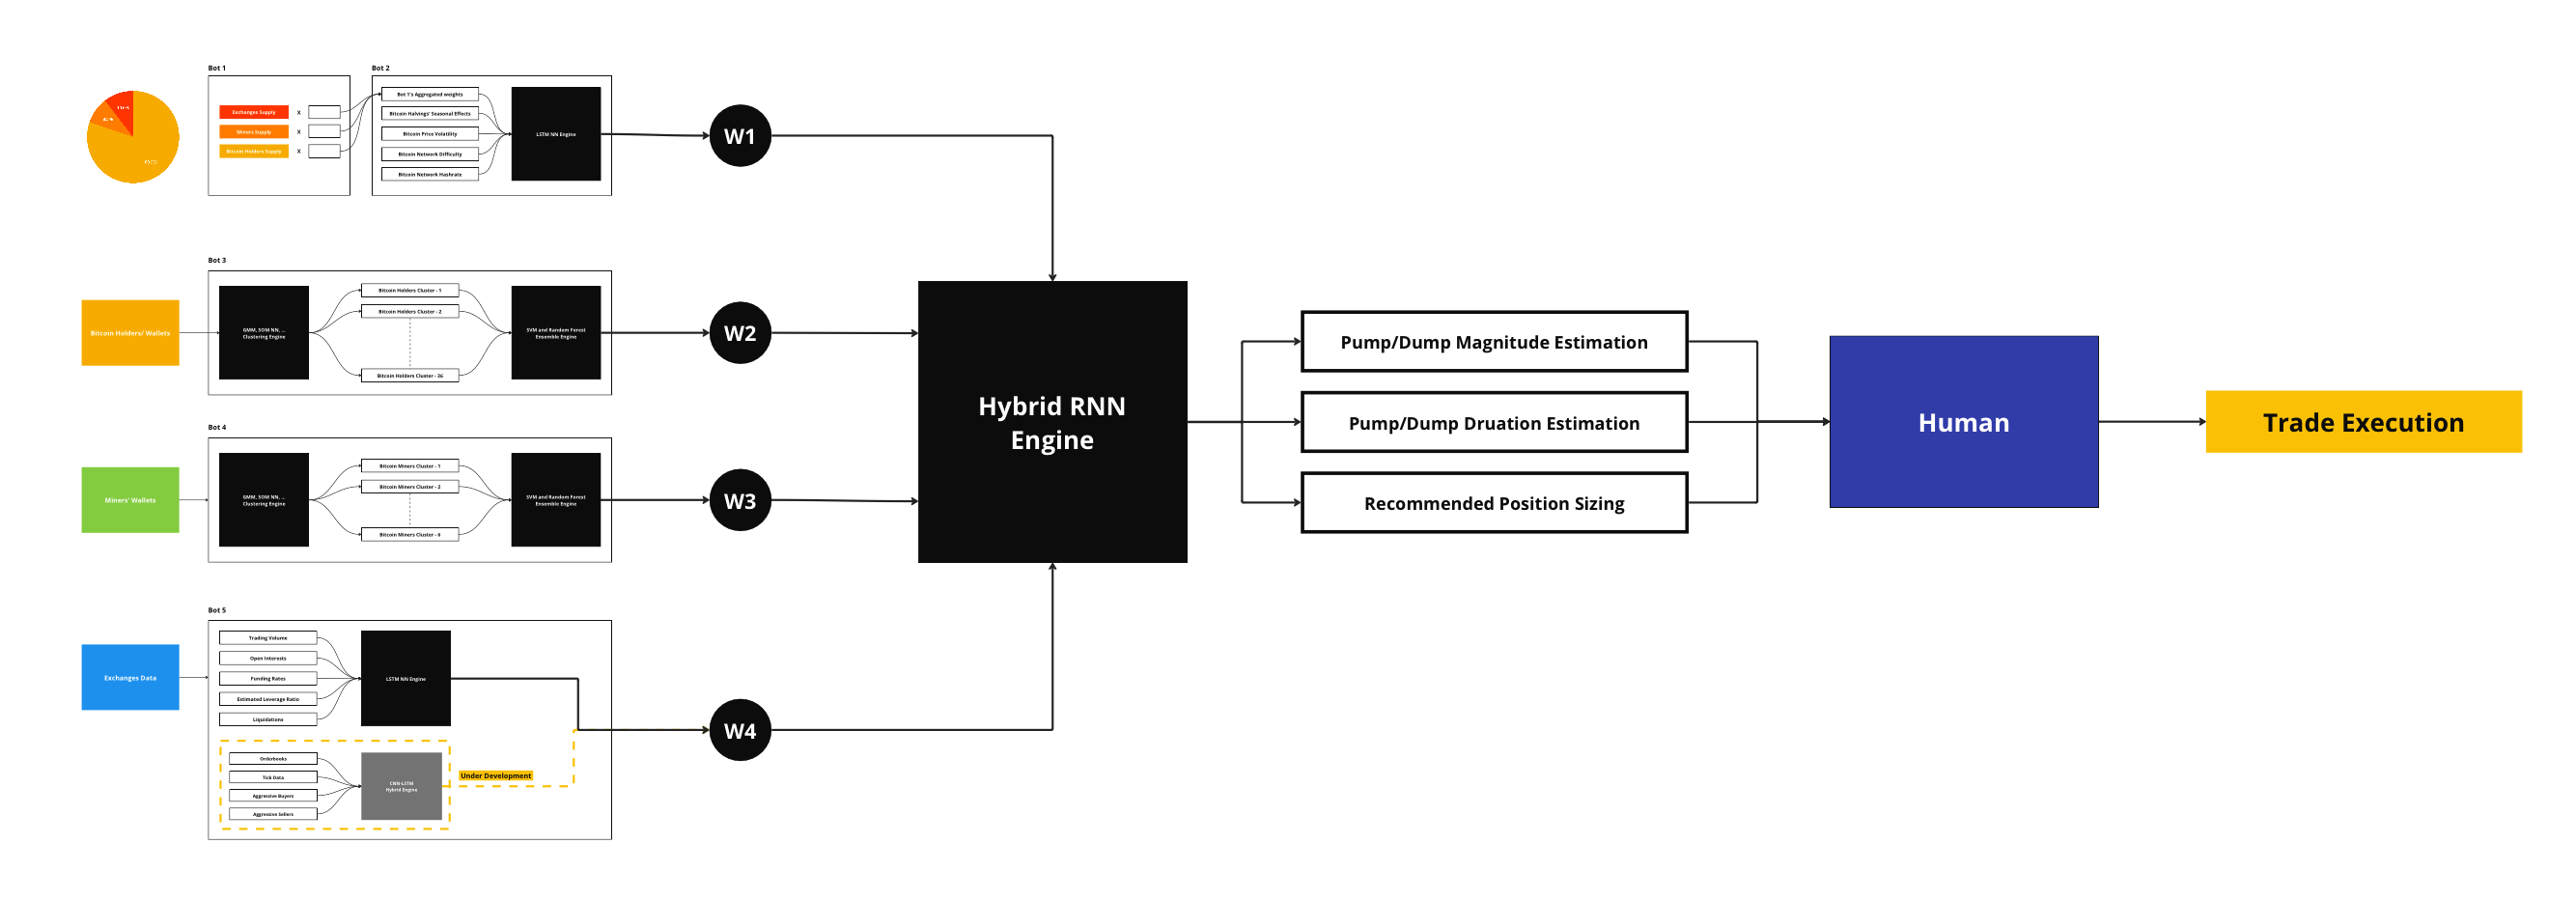 Bot 1
Exchanges Supply X
Miners Supply X
Bitcoin Holders Supply X
Bot 2
Bot 1's Aggregated weights
Bitcoin Halvings' Seasonal Effects
Bitcoin Price Volatility
Bitcoin Network Difficulty
Bitcoin Network Hashrate
LSTM NN Engine
W1
Bot 3
Bitcoin Holders/ Wallets
GMM, SOM NN, ...
Clustering Engine
Bitcoin Holders Cluster - 1
Bitcoin Holders Cluster - 2
Bitcoin Holders Cluster - 36
SVM and Random Forest
Ensemble Engine
W2
Bot 4
Miners' Wallets
GMM, SOM NN, ...
Clustering Engine
Bitcoin Miners Cluster - 1
Bitcoin Miners Cluster - 2
Bitcoin Miners Cluster -
SVM and Random Forest
Ensemble Engine
W3
Bot 5
Exchanges Data
Trading Volume
Open Interests
Funding Rates
Estimated Leverage Ratio
Liquidations
LSTM NN Engine
Orderbooks
Tick Data
Aggressive Buyers
Aggressive Sellers
CNN-LSTM
Hybrid Engine
Under Development
W4
Hybrid RNN
Engine
Pump/Dump Magnitude Estimation
Pump/Dump Druation Estimation
Recommended Position Sizing
Human
Trade Execution